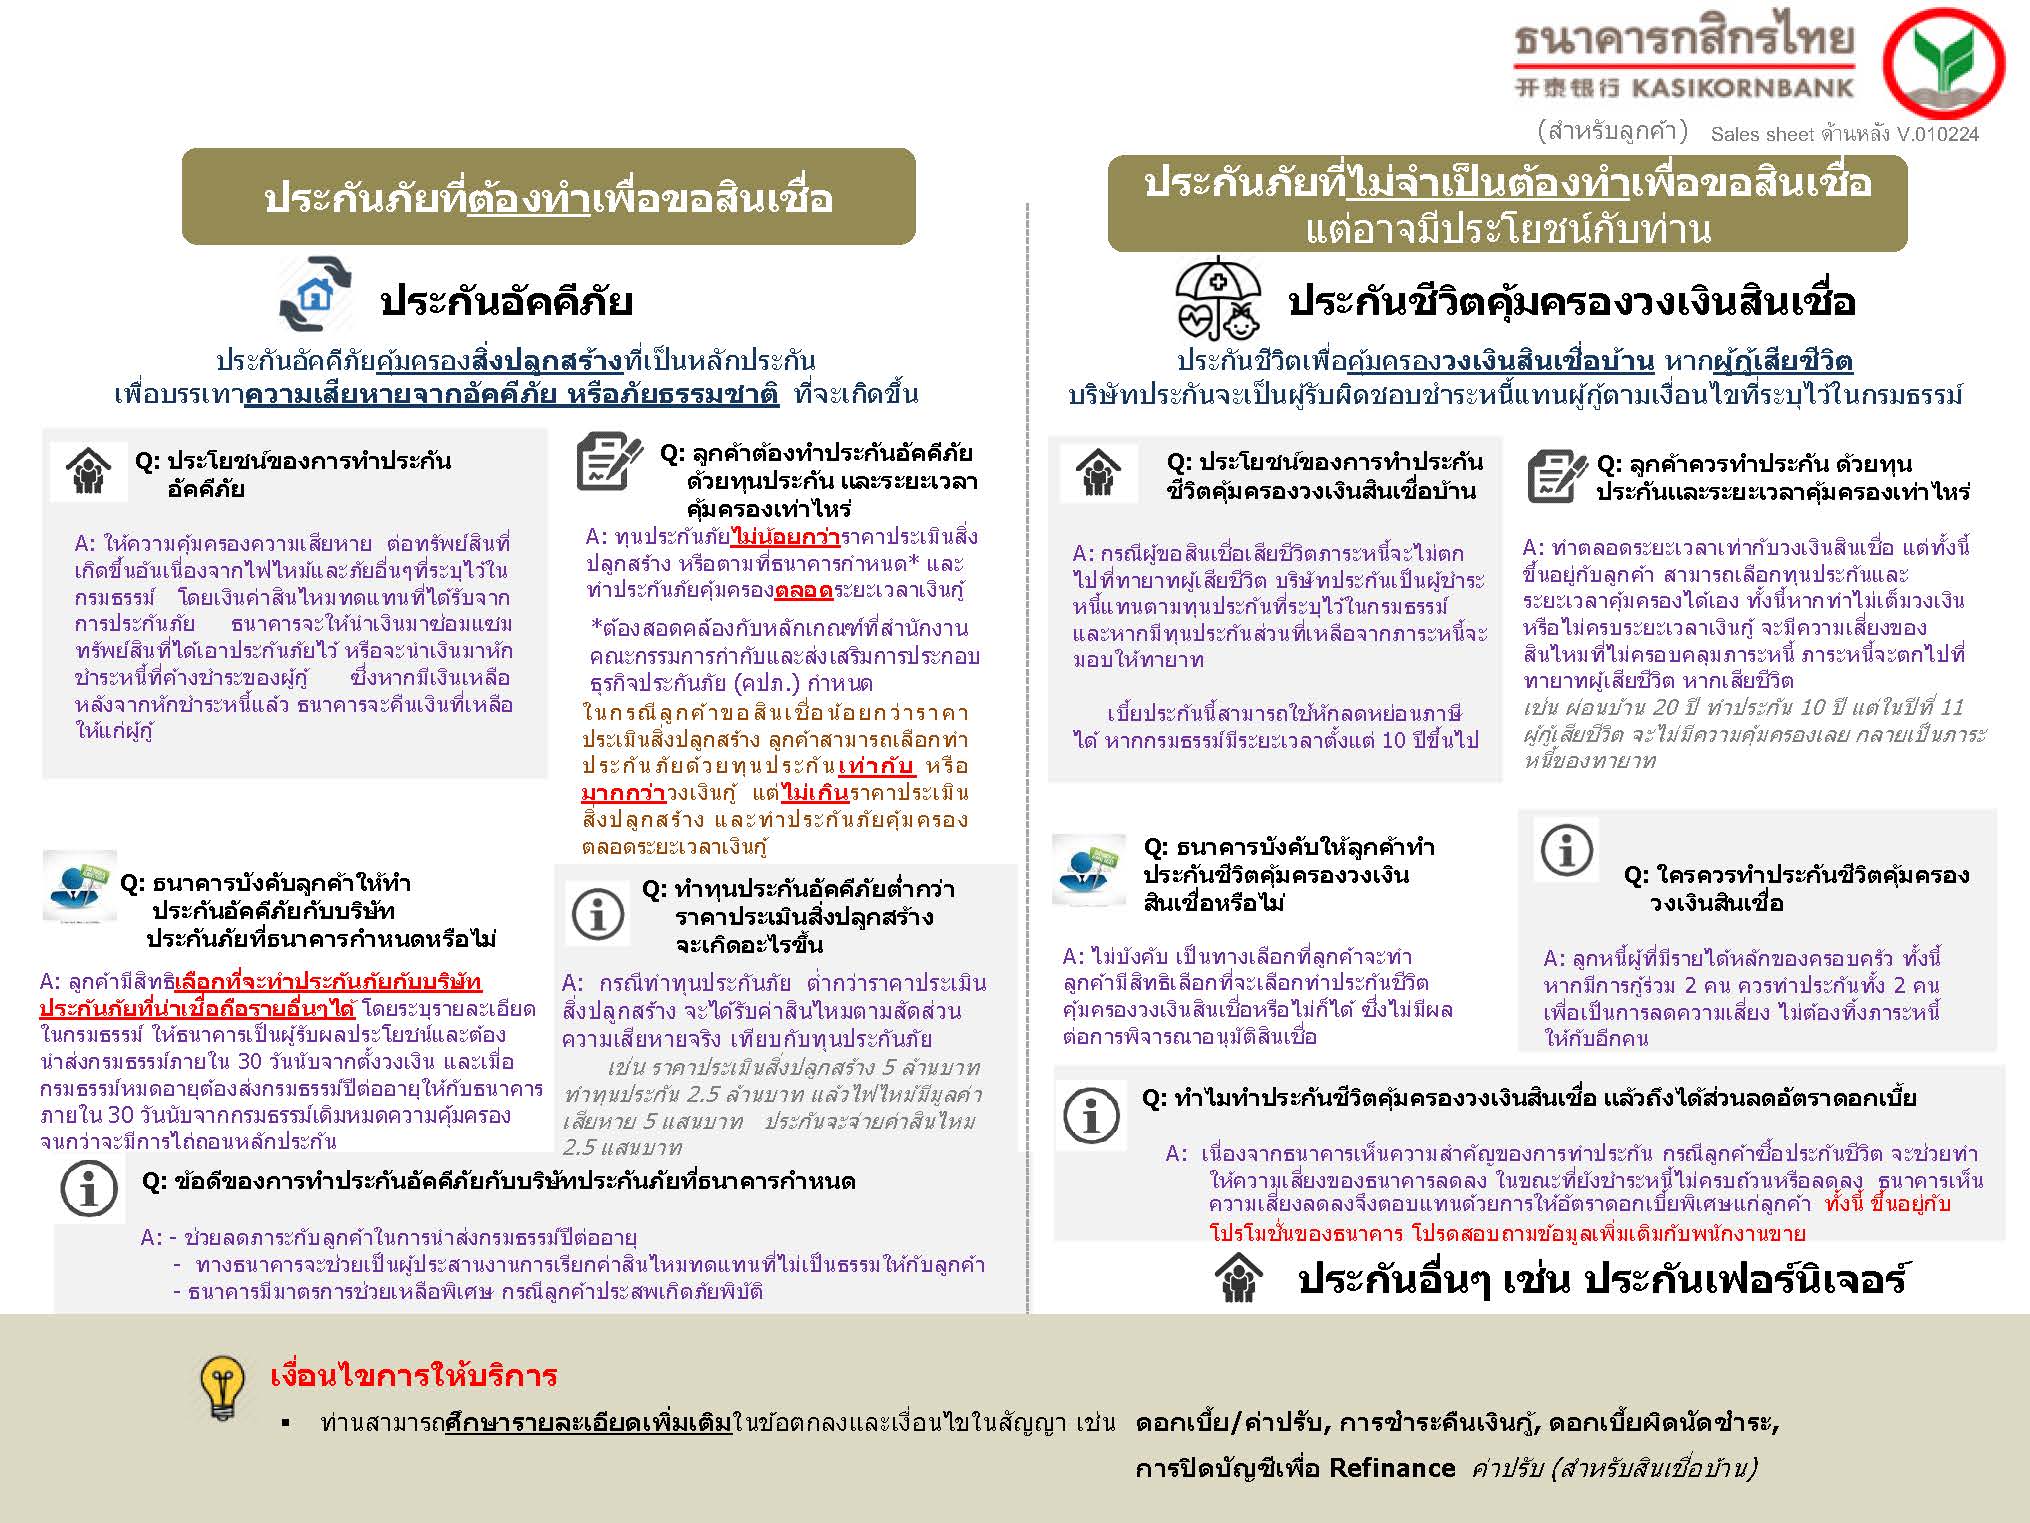 ธนาคารกสิกรไทย
开泰银行 KASIKORNBANK
(สำหรับลูกค้า) Sales sheet ด้านหลัง V.010224
ประกันภัยที่ต้องทำเพื่อขอสินเชื่อ
ประกันอัคคีภัย
ประกันอัคคีภัยคุ้มครองสิ่งปลูกสร้างที่เป็นหลักประกัน
เพื่อบรรเทาความเสียหายจากอัคคีภัย หรือภัยธรรมชาติ ที่จะเกิดขึ้น
Q: ประโยชน์ของการทำประกัน
อัคคีภัย
A: ให้ความคุ้มครองความเสียหาย ต่อทรัพย์สินที่
เกิดขึ้นอันเนื่องจากไฟไหม้และภัยอื่นๆที่ระบุไว้ใน
กรมธรรม์ โดยเงินค่าสินไหมทดแทนที่ได้รับจาก
การประกันภัย ธนาคารจะให้นำเงินมาซ่อมแซม
ทรัพย์สินที่ได้เอาประกันภัยไว้ หรือจะนำเงินมาหัก
ชำระหนี้ที่ค้างชำระของผู้กู้ ซึ่งหากมีเงินเหลือ
หลังจากหักชำระหนี้แล้ว ธนาคารจะคืนเงินที่เหลือ
ให้แก่ผู้กู้
Q: ลูกค้าต้องทำประกันอัคคีภัย
ด้วยทุนประกัน และระยะเวลา
คุ้มครองเท่าไหร่
A: ทุนประกันภัยไม่น้อยกว่าราคาประเมินสิ่ง
ปลูกสร้าง หรือตามที่ธนาคารกำหนด* และ
ทำประกันภัยคุ้มครองตลอดระยะเวลาเงินกู้
*ต้องสอดคล้องกับหลักเกณฑ์ที่สำนักงาน
คณะกรรมการกำกับและส่งเสริมการประกอบ
ธุรกิจประกันภัย (คปภ.) กำหนด
ในกรณีลูกค้าขอสินเชื่อน้อยกว่าราคา
ประเมินสิ่งปลูกสร้าง ลูกค้าสามารถเลือกทำ
ประกันภัยด้วยทุนประกันเท่ากับ หรือ
มากกว่าวงเงินกู้ แต่ไม่เกินราคาประเมิน
สิ่งปลูกสร้าง และทำประกันภัยคุ้มครอง
ตลอดระยะเวลาเงินกู้
Q: ธนาคารบังคับลูกค้าให้ทำ
ประกันอัคคีภัยกับบริษัท
ประกันภัยที่ธนาคารกำหนดหรือไม่
A: ลูกค้ามีสิทธิเลือกที่จะทำประกันภัยกับบริษัท
ประกันภัยที่น่าเชื่อถือรายอื่นๆได้ โดยระบุรายละเอียด
ในกรมธรรม์ ให้ธนาคารเป็นผู้รับผลประโยชน์และต้อง
นำส่งกรมธรรม์ภายใน 30 วันนับจากตั้งวงเงิน และเมื่อ
กรมธรรม์หมดอายุต้องส่งกรมธรรม์ปีต่ออายุให้กับธนาคาร
ภายใน 30 วันนับจากกรมธรรม์เดิมหมดความคุ้มครอง
จนกว่าจะมีการไถ่ถอนหลักประกัน
Q: ทำทุนประกันอัคคีภัยต่ำกว่า
ราคาประเมินสิ่งปลูกสร้าง
จะเกิดอะไรขึ้น
A: กรณีทำทุนประกันภัย ต่ำกว่าราคาประเมิน
สิ่งปลูกสร้าง จะได้รับค่าสินไหมตามสัดส่วน
ความเสียหายจริง เทียบกับทุนประกันภัย
เช่น ราคาประเมินสิ่งปลูกสร้าง 5 ล้านบาท
ทำทุนประกัน 2.5 ล้านบาท แล้วไฟไหม้มีมูลค่า
เสียหาย 5 แสนบาท ประกันจะจ่ายค่าสินไหม
2.5 แสนบาท
Q: ข้อดีของการทำประกันอัคคีภัยกับบริษัทประกันภัยที่ธนาคารกำหนด
A: - ช่วยลดภาระกับลูกค้าในการนำส่งกรมธรรม์ปีต่ออายุ
- ทางธนาคารจะช่วยเป็นผู้ประสานงานการเรียกค่าสินไหมทดแทนที่ไม่เป็นธรรมให้กับลูกค้า
- ธนาคารมีมาตรการช่วยเหลือพิเศษ กรณีลูกค้าประสพเกิดภัยพิบัติ
ประกันภัยที่ไม่จำเป็นต้องทำเพื่อขอสินเชื่อ
แต่อาจมีประโยชน์กับท่าน
ประกันชีวิตคุ้มครองวงเงินสินเชื่อ
ประกันชีวิตเพื่อคุ้มครองวงเงินสินเชื่อบ้าน หากผู้กู้เสียชีวิต
บริษัทประกันจะเป็นผู้รับผิดชอบชำระหนี้แทนผู้กู้ตามเงื่อนไขที่ระบุไว้ในกรมธรรม์
Q: ประโยชน์ของการทำประกัน
ชีวิตคุ้มครองวงเงินสินเชื่อบ้าน
A: กรณีผู้ขอสินเชื่อเสียชีวิตภาระหนี้จะไม่ตก
ไปที่ทายาทผู้เสียชีวิต บริษัทประกันเป็นผู้ชำระ
หนี้แทนตามทุนประกันที่ระบุไว้ในกรมธรรม์
และหากมีทุนประกันส่วนที่เหลือจากภาระหนี้จะ
มอบให้ทายาท
เบี้ยประกันนี้สามารถใช้หักลดหย่อนภาษี
ได้ หากกรมธรรม์มีระยะเวลาตั้งแต่ 10 ปีขึ้นไป
Q: ลูกค้าควรทำประกัน ด้วยทุน
ประกันและระยะเวลาคุ้มครองเท่าไหร่
A: ทำตลอดระยะเวลาเท่ากับวงเงินสินเชื่อ แต่ทั้งนี้
ขึ้นอยู่กับลูกค้า สามารถเลือกทุนประกันและ
ระยะเวลาคุ้มครองได้เอง ทั้งนี้หากทำไม่เต็มวงเงิน
หรือไม่ครบระยะเวลาเงินกู้ จะมีความเสี่ยงของ
สินไหมที่ไม่ครอบคลุมภาระหนี้ ภาระหนี้จะตกไปที่
ทายาทผู้เสียชีวิต หากเสียชีวิต
เช่น ผ่อนบ้าน 20 ปี ทำประกัน 10 ปี แต่ในปีที่ 11
ผู้กู้เสียชีวิต จะไม่มีความคุ้มครองเลย กลายเป็นภาระ
หนี้ของทายาท
Q: ธนาคารบังคับให้ลูกค้าทำ
ประกันชีวิตคุ้มครองวงเงิน
สินเชื่อหรือไม่
A: ไม่บังคับ เป็นทางเลือกที่ลูกค้าจะทำ
ลูกค้ามีสิทธิเลือกที่จะเลือกทำประกันชีวิต
คุ้มครองวงเงินสินเชื่อหรือไม่ก็ได้ ซึ่งไม่มีผล
ต่อการพิจารณาอนุมัติสินเชื่อ
Q: ใครควรทำประกันชีวิตคุ้มครอง
วงเงินสินเชื่อ
A: ลูกหนี้ผู้ที่มีรายได้หลักของครอบครัว ทั้งนี้
หากมีการกู้ร่วม 2 คน ควรทำประกันทั้ง 2 คน
เพื่อเป็นการลดความเสี่ยง ไม่ต้องทิ้งภาระหนี้
ให้กับอีกคน
Q: ทำไมทำประกันชีวิตคุ้มครองวงเงินสินเชื่อ แล้วถึงได้ส่วนลดอัตราดอกเบี้ย
A: เนื่องจากธนาคารเห็นความสำคัญของการทำประกัน กรณีลูกค้าซื้อประกันชีวิต จะช่วยทำ
ให้ความเสี่ยงของธนาคารลดลง ในขณะที่ยังชำระหนี้ไม่ครบถ้วนหรือลดลง ธนาคารเห็น
ความเสี่ยงลดลงจึงตอบแทนด้วยการให้อัตราดอกเบี้ยพิเศษแก่ลูกค้า ทั้งนี้ ขึ้นอยู่กับ
โปรโมชั่นของธนาคาร โปรดสอบถามข้อมูลเพิ่มเติมกับพนักงานขาย
ประกันอื่นๆ เช่น ประกันเฟอร์นิเจอร์
เงื่อนไขการให้บริการ
▪ ท่านสามารถศึกษารายละเอียดเพิ่มเติมในข้อตกลงและเงื่อนไขในสัญญา เช่น ดอกเบี้ย/ค่าปรับ, การชำระคืนเงินกู้, ดอกเบี้ยผิดนัดชำระ,
การปิดบัญชีเพื่อ Refinance ค่าปรับ (สำหรับสินเชื่อบ้าน)